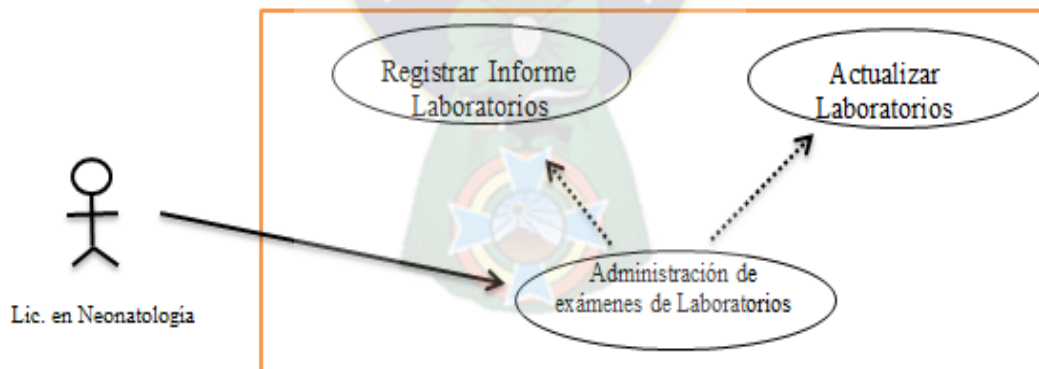 Registrar Informe
Laboratorios
Actualizar
Laboratorios
Administración de
exámenes de Laboratorios
Lic. en Neonatología